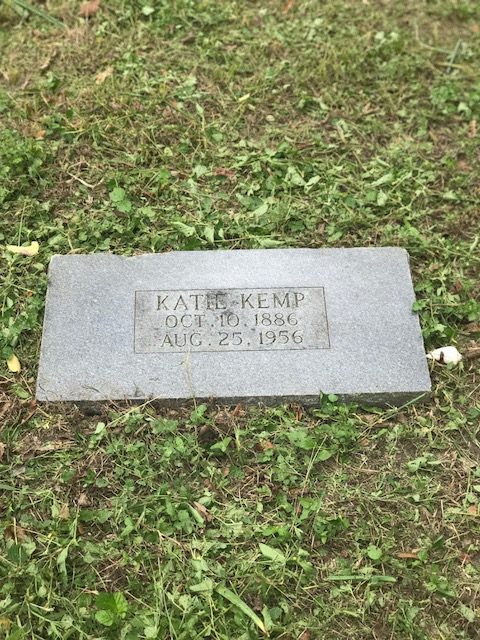 KATIE KEMP
OCT. 10, 1886
AUG. 25, 1956